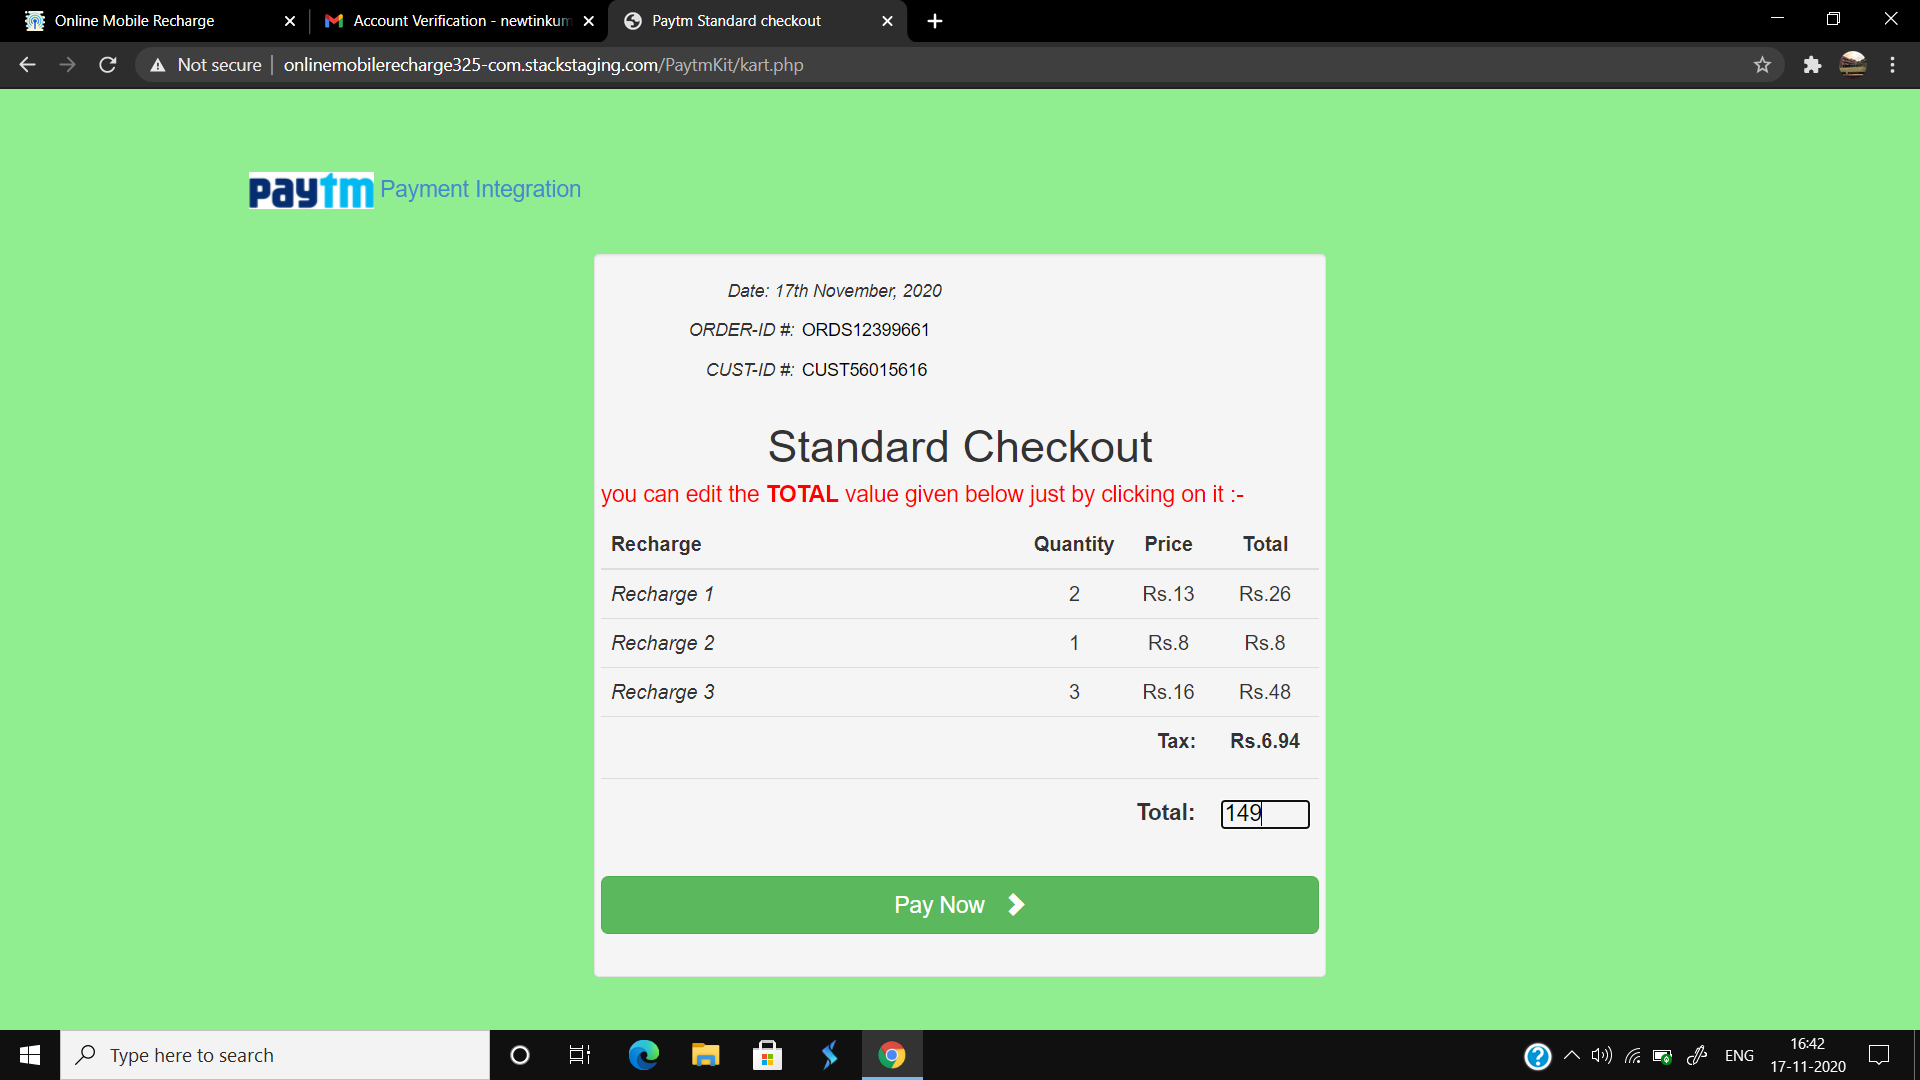 Online Mobile Recharge
Account Verification - newtinkum
Paytm Standard checkout
Not secure
onlinemobilerecharge325-com.stackstaging.com/PaytmKit/kart.php
paytm Payment Integration
Date: 17th November, 2020
ORDER-ID #: ORDS12399661
CUST-ID #: CUST56015616
Standard Checkout
you can edit the TOTAL value given below just by clicking on it :-
Recharge Quantity Price Total
Recharge 1 2 Rs.13 Rs.26
Recharge 2 1 Rs.8 Rs.8
Recharge 3 3 Rs.16 Rs.48
Tax: Rs.6.94
Total: 149
Pay Now
Type here to search
ENG
16:42
17-11-2020